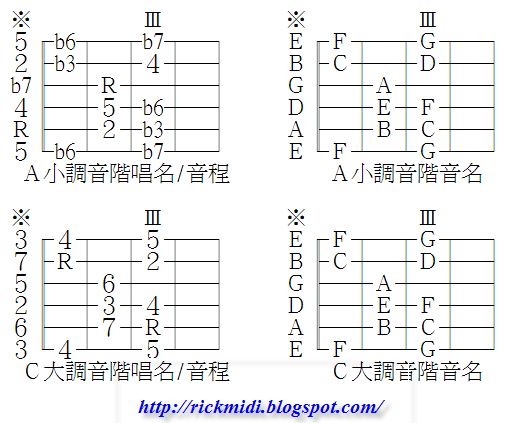 ※ Ⅲ ※ Ⅲ
5 b6 b7 E F G
2 b3 4 B C D
b7 R G A
4 5 b6 D E F
R 2 b3 A B C
5 b6 b7 E F G
A小調音階唱名/音程 A小調音階音名
※ Ⅲ ※ Ⅲ
3 4 5 E F G
7 R 2 B C D
5 6 G A
2 3 4 D E F
6 7 R A B C
3 4 5 E F G
C大調音階唱名/音程 C大調音階音名
http://rickmidi.blogspot.com/